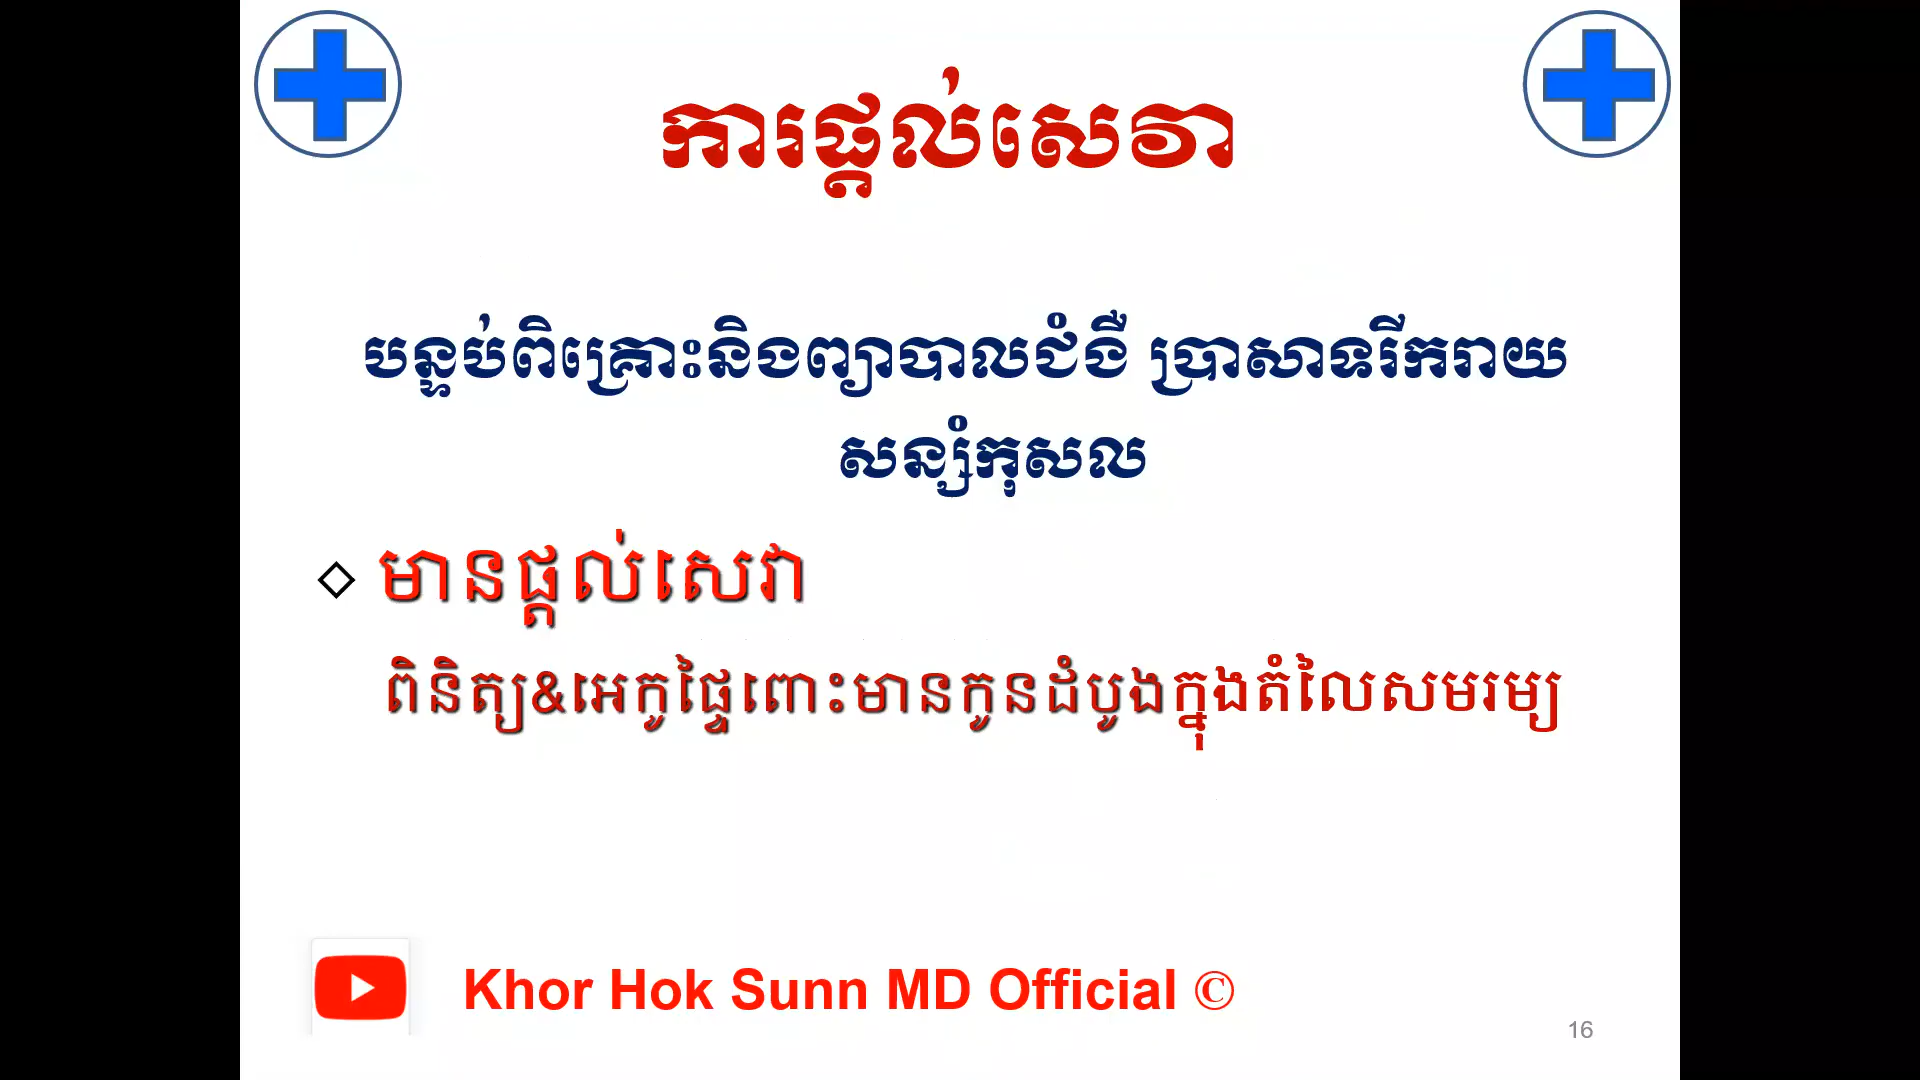 ការផ្តល់សេវា
បន្ទប់ពិគ្រោះនិងព្យាបាលជំងឺ ប្រាសាទរីករាយ
សន្សំកុសល
◇ មានផ្តល់សេវា
ពិនិត្យ&អេកូផ្ទៃពោះមានកូនដំបូងក្នុងតំលៃសមរម្យ
Khor Hok Sunn MD Official ©
16